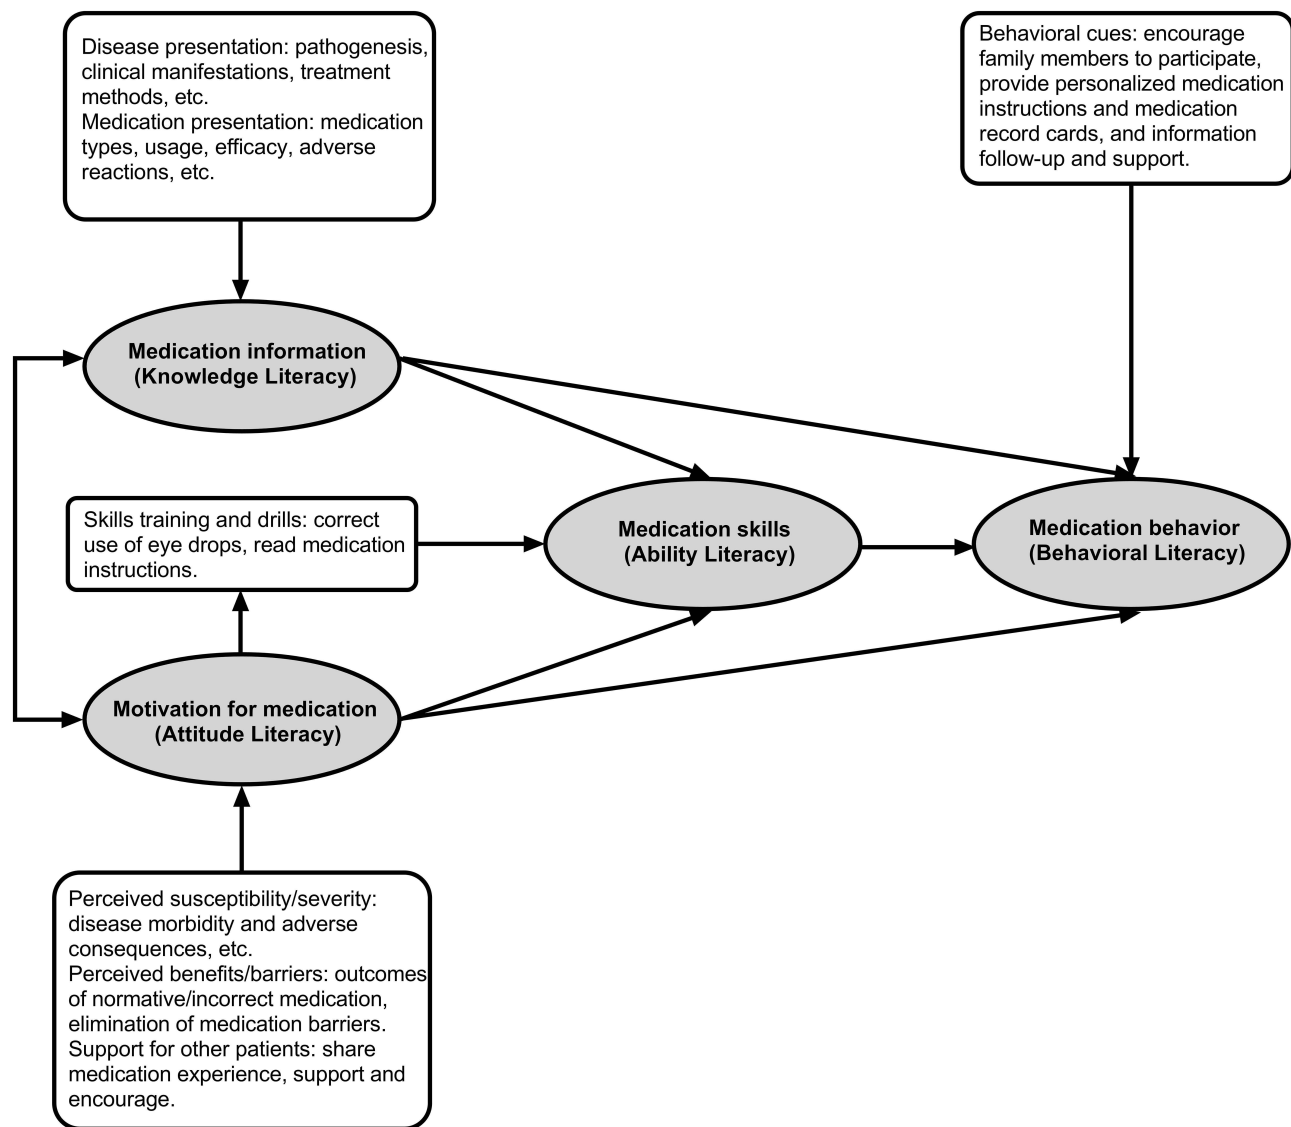 Disease presentation: pathogenesis,
clinical manifestations, treatment
methods, etc.
Medication presentation: medication
types, usage, efficacy, adverse
reactions, etc.
Behavioral cues: encourage
family members to participate,
provide personalized medication
instructions and medication
record cards, and information
follow-up and support.
Medication information
(Knowledge Literacy)
Skills training and drills: correct
use of eye drops, read medication
instructions.
Medication skills
(Ability Literacy)
Medication behavior
(Behavioral Literacy)
Motivation for medication
(Attitude Literacy)
Perceived susceptibility/severity:
disease morbidity and adverse
consequences, etc.
Perceived benefits/barriers: outcomes
of normative/incorrect medication,
elimination of medication barriers.
Support for other patients: share
medication experience, support and
encourage.